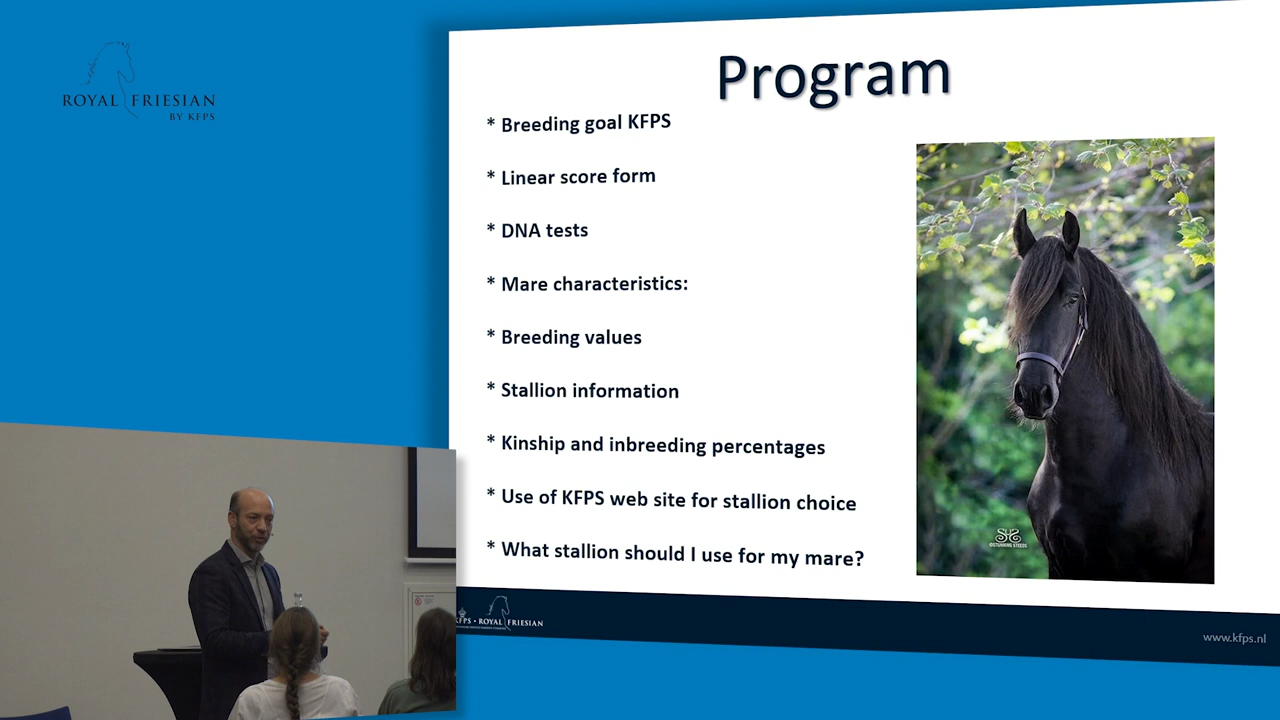 ROYAL FRIESIAN
BY KFPS
Program
* Breeding goal KFPS
* Linear score form
* DNA tests
* Mare characteristics:
* Breeding values
* Stallion information
* Kinship and inbreeding percentages
* Use of KFPS web site for stallion choice
* What stallion should I use for my mare?
©STUNNING STEEDS
KFPS • ROYAL FRIESIAN
www.kfps.nl